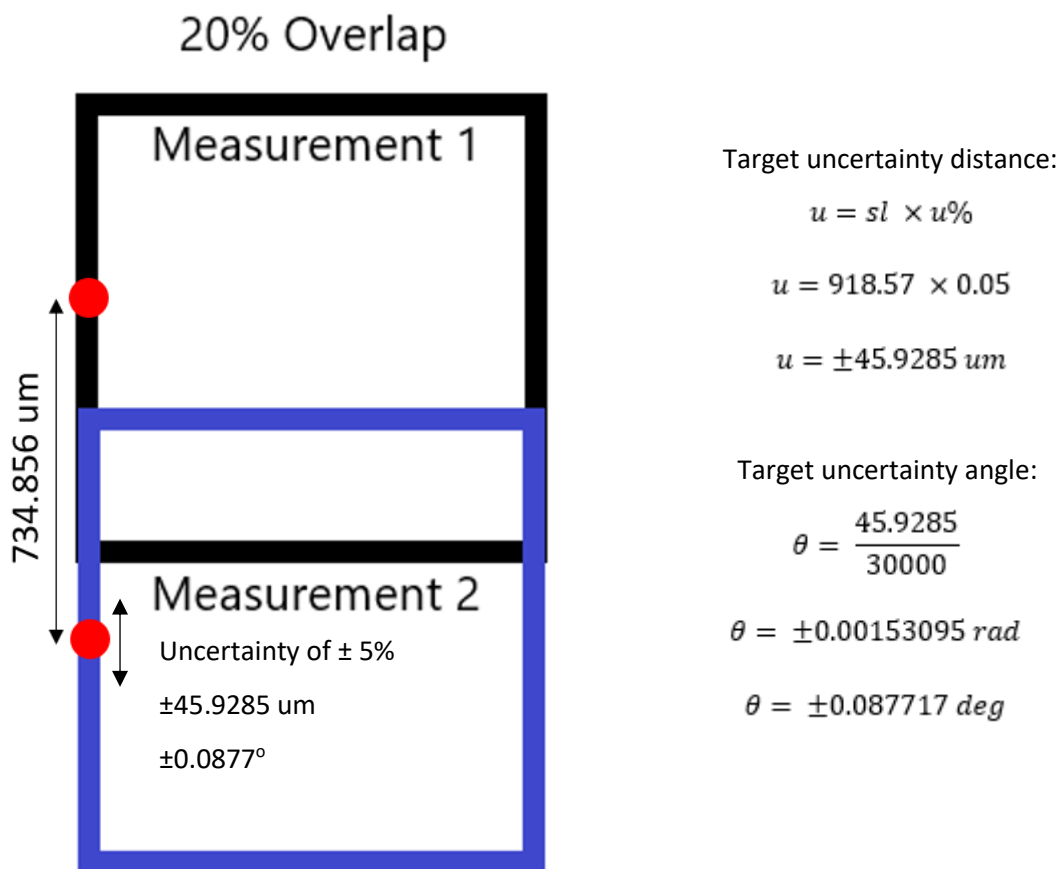 20% Overlap
Measurement 1
734.856 um
Measurement 2
Uncertainty of ± 5%
±45.9285 um
±0.0877º
Target uncertainty distance:
u = sl × u%
u = 918.57 × 0.05
u = ±45.9285 um
Target uncertainty angle:
θ = 45.9285 / 30000
θ = ±0.00153095 rad
θ = ±0.087717 deg